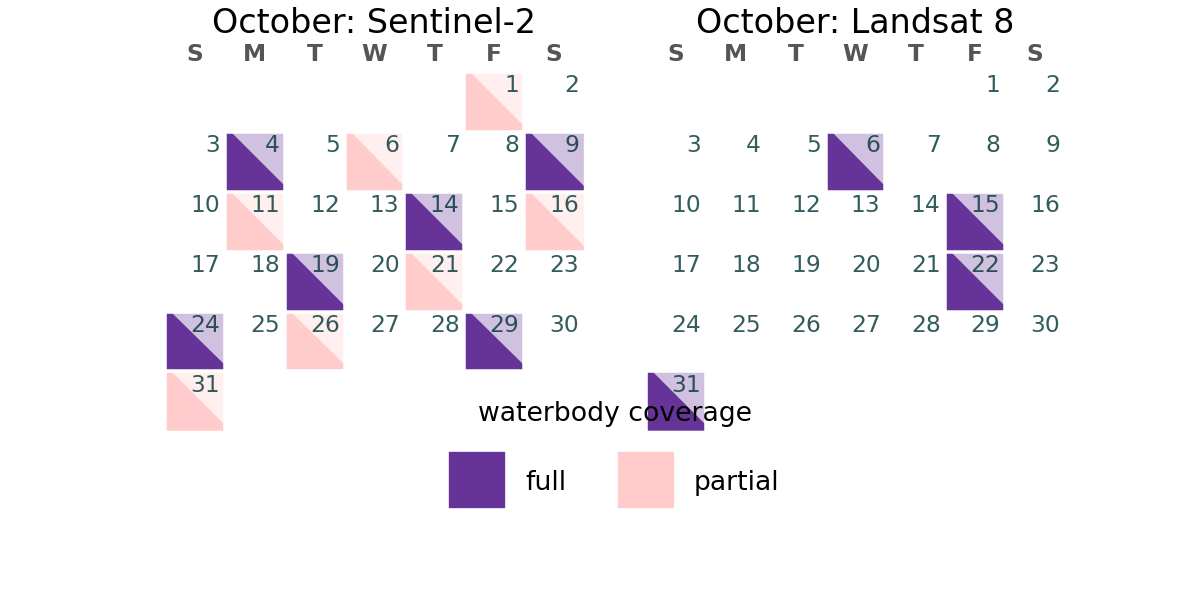 October: Sentinel-2
S M T W T F S
1 2
3 4 5 6 7 8 9
10 11 12 13 14 15 16
17 18 19 20 21 22 23
24 25 26 27 28 29 30
31
October: Landsat 8
S M T W T F S
1 2
3 4 5 6 7 8 9
10 11 12 13 14 15 16
17 18 19 20 21 22 23
24 25 26 27 28 29 30
31
waterbody coverage
full partial